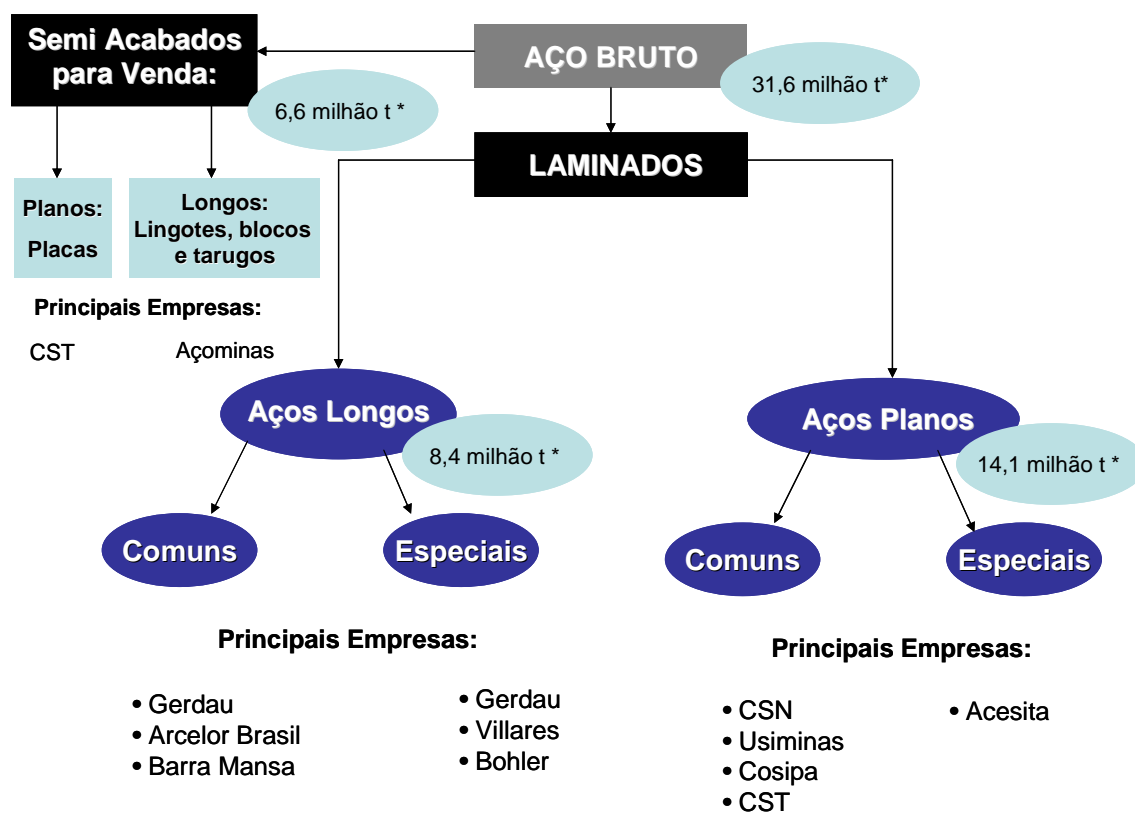 Semi Acabados
para Venda:
AÇO BRUTO
6,6 milhão t *
31,6 milhão t*
LAMINADOS
Planos:
Placas
Longos:
Lingotes, blocos
e tarugos
Principais Empresas:
CST
Açominas
Aços Longos
8,4 milhão t *
Aços Planos
14,1 milhão t *
Comuns
Especiais
Comuns
Especiais
Principais Empresas:
• Gerdau
• Arcelor Brasil
• Barra Mansa
• Gerdau
• Villares
• Bohler
Principais Empresas:
• CSN
• Usiminas
• Cosipa
• CST
• Acesita